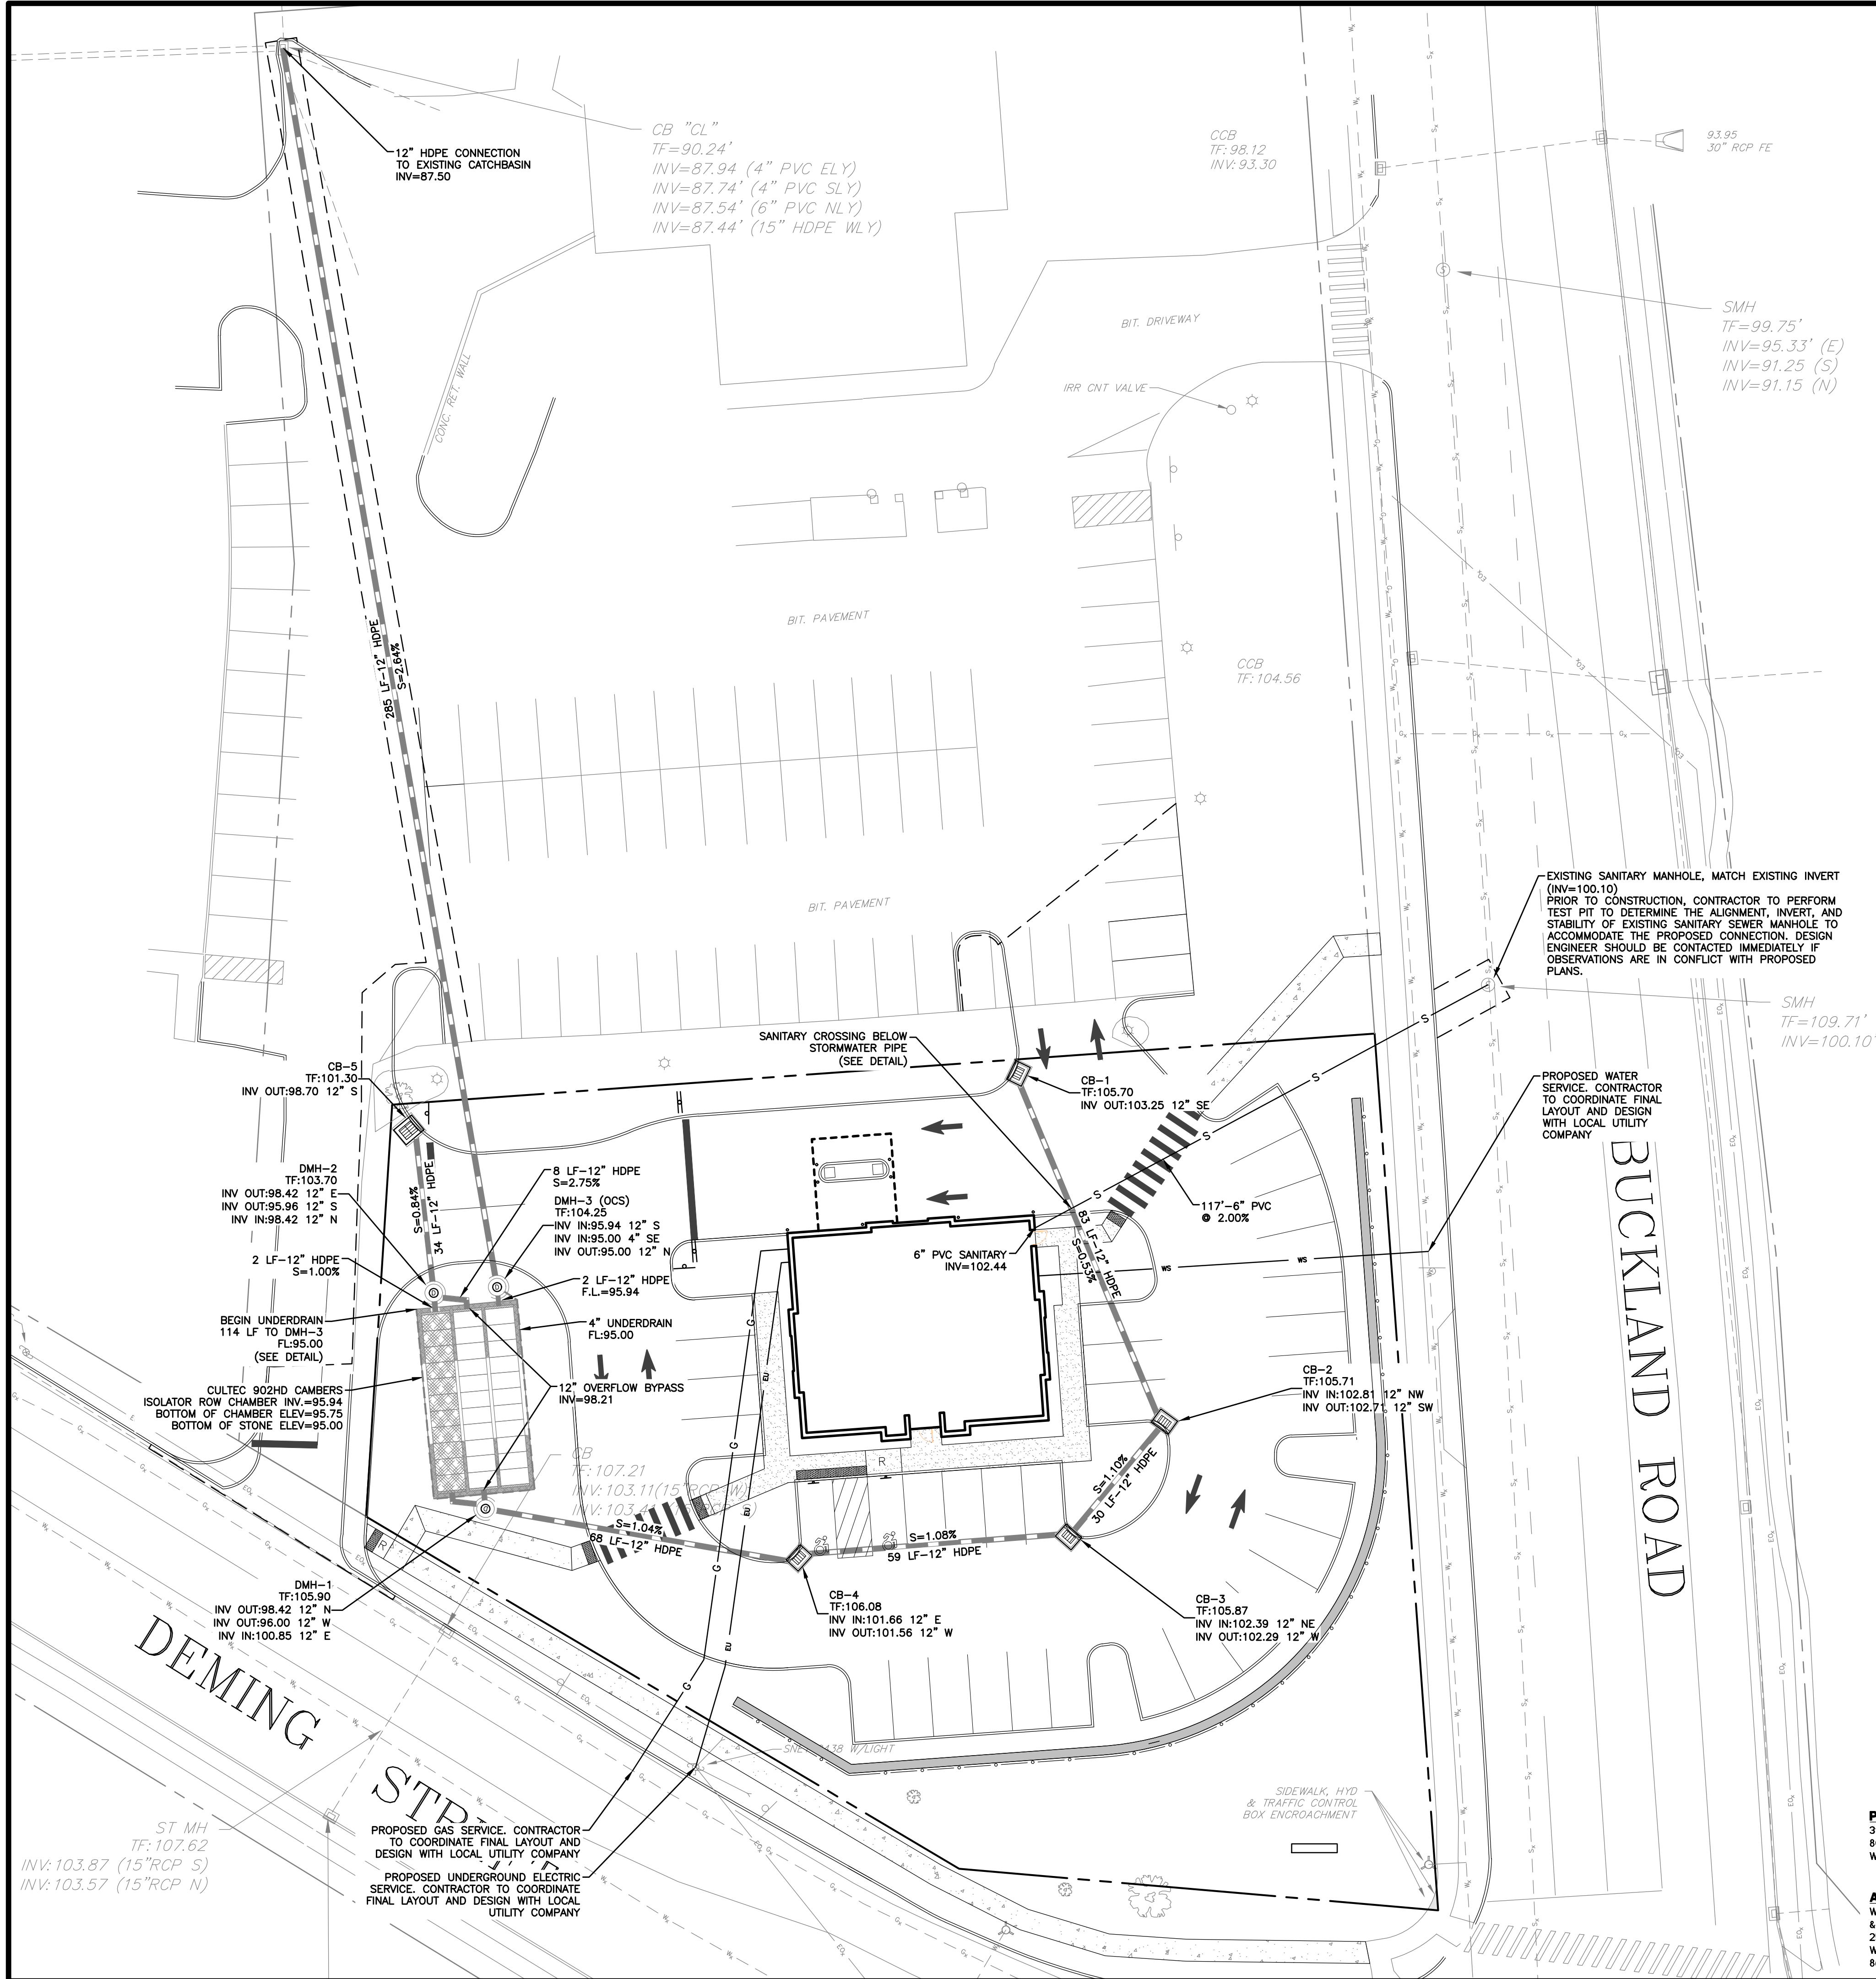 12" HDPE CONNECTION
TO EXISTING CATCHBASIN
INV=87.50
CB "CL"
TF=90.24'
INV=87.94 (4" PVC ELY)
INV=87.74' (4" PVC SLY)
INV=87.54' (6" PVC NLY)
INV=87.44' (15" HDPE WLY)
CCB
TF: 98.12
INV: 93.30
93.95
30" RCP FE
SMH
TF=99.75'
INV=95.33' (E)
INV=91.25 (S)
INV=91.15 (N)
BIT. DRIVEWAY
IRR CNT VALVE
CONC. RET. WALL
285 LF-12" HDPE
S=2.64%
BIT. PAVEMENT
CCB
TF: 104.56
BIT. PAVEMENT
EXISTING SANITARY MANHOLE, MATCH EXISTING INVERT
(INV=100.10)
PRIOR TO CONSTRUCTION, CONTRACTOR TO PERFORM
TEST PIT TO DETERMINE THE ALIGNMENT, INVERT, AND
STABILITY OF EXISTING SANITARY SEWER MANHOLE TO
ACCOMMODATE THE PROPOSED CONNECTION. DESIGN
ENGINEER SHOULD BE CONTACTED IMMEDIATELY IF
OBSERVATIONS ARE IN CONFLICT WITH PROPOSED
PLANS.
SMH
TF=109.71'
INV=100.10'
SANITARY CROSSING BELOW
STORMWATER PIPE
(SEE DETAIL)
CB-5
TF:101.30
INV OUT:98.70 12" S
CB-1
TF:105.70
INV OUT:103.25 12" SE
PROPOSED WATER
SERVICE. CONTRACTOR
TO COORDINATE FINAL
LAYOUT AND DESIGN
WITH LOCAL UTILITY
COMPANY
DMH-2
TF:103.70
INV OUT:98.42 12" E
INV OUT:95.96 12" S
INV IN:98.42 12" N
S=0.84%
34 LF-12" HDPE
8 LF-12" HDPE
S=2.75%
DMH-3 (OCS)
TF:104.25
INV IN:95.94 12" S
INV IN:95.00 4" SE
INV OUT:95.00 12" N
117'-6" PVC
@ 2.00%
6" PVC SANITARY
INV=102.44
83 LF-12" HDPE
S=0.53%
2 LF-12" HDPE
S=1.00%
2 LF-12" HDPE
F.L.=95.94
BEGIN UNDERDRAIN
114 LF TO DMH-3
FL:95.00
(SEE DETAIL)
4" UNDERDRAIN
FL:95.00
CULTEC 902HD CAMBERS
ISOLATOR ROW CHAMBER INV.=95.94
BOTTOM OF CHAMBER ELEV=95.75
BOTTOM OF STONE ELEV=95.00
12" OVERFLOW BYPASS
INV=98.21
CB-2
TF:105.71
INV IN:102.81 12" NW
INV OUT:102.71 12" SW
BUCKLAND ROAD
CB
TF: 107.21
INV: 103.11(15"RCP W)
R
S=1.10%
30 LF-12" HDPE
S=1.04%
68 LF-12" HDPE
S=1.08%
59 LF-12" HDPE
R
DMH-1
TF:105.90
INV OUT:98.42 12" N
INV OUT:96.00 12" W
INV IN:100.85 12" E
CB-4
TF:106.08
INV IN:101.66 12" E
INV OUT:101.56 12" W
CB-3
TF:105.87
INV IN:102.39 12" NE
INV OUT:102.29 12" W
DEMING
W/LIGHT
SIDEWALK, HYD
& TRAFFIC CONTROL
BOX ENCROACHMENT
ST MH
TF: 107.62
INV: 103.87 (15"RCP S)
INV: 103.57 (15"RCP N)
PROPOSED GAS SERVICE. CONTRACTOR
TO COORDINATE FINAL LAYOUT AND
DESIGN WITH LOCAL UTILITY COMPANY
PROPOSED UNDERGROUND ELECTRIC
SERVICE. CONTRACTOR TO COORDINATE
FINAL LAYOUT AND DESIGN WITH LOCAL
UTILITY COMPANY